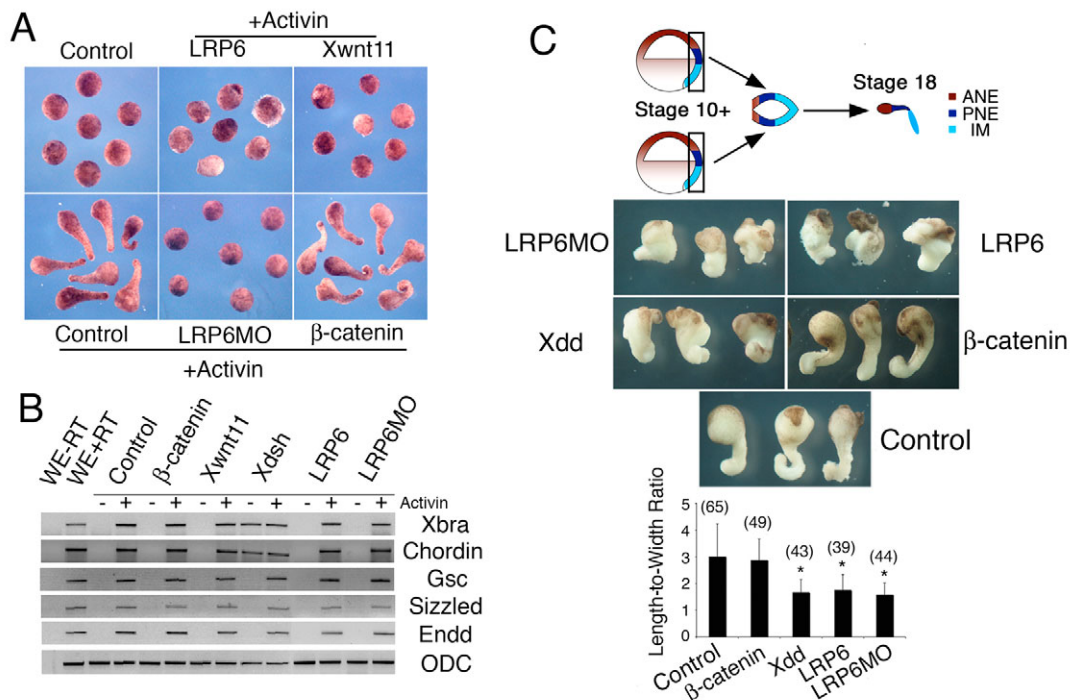 A
+Activin
Control LRP6 Xwnt11
Control LRP6MO β-catenin
+Activin
B
WE-RT WE+RT Control β-catenin Xwnt11 Xdsh LRP6 LRP6MO
- + - + - + - + - + - + Activin
Xbra
Chordin
Gsc
Sizzled
Endd
ODC
C
Stage 10+
Stage 18
ANE
PNE
IM
LRP6MO LRP6
Xdd β-catenin
Control
Length-to-Width Ratio
5
4
3
2
1
0
(65) (49) (43) (39) (44)
* * *
Control β-catenin Xdd LRP6 LRP6MO